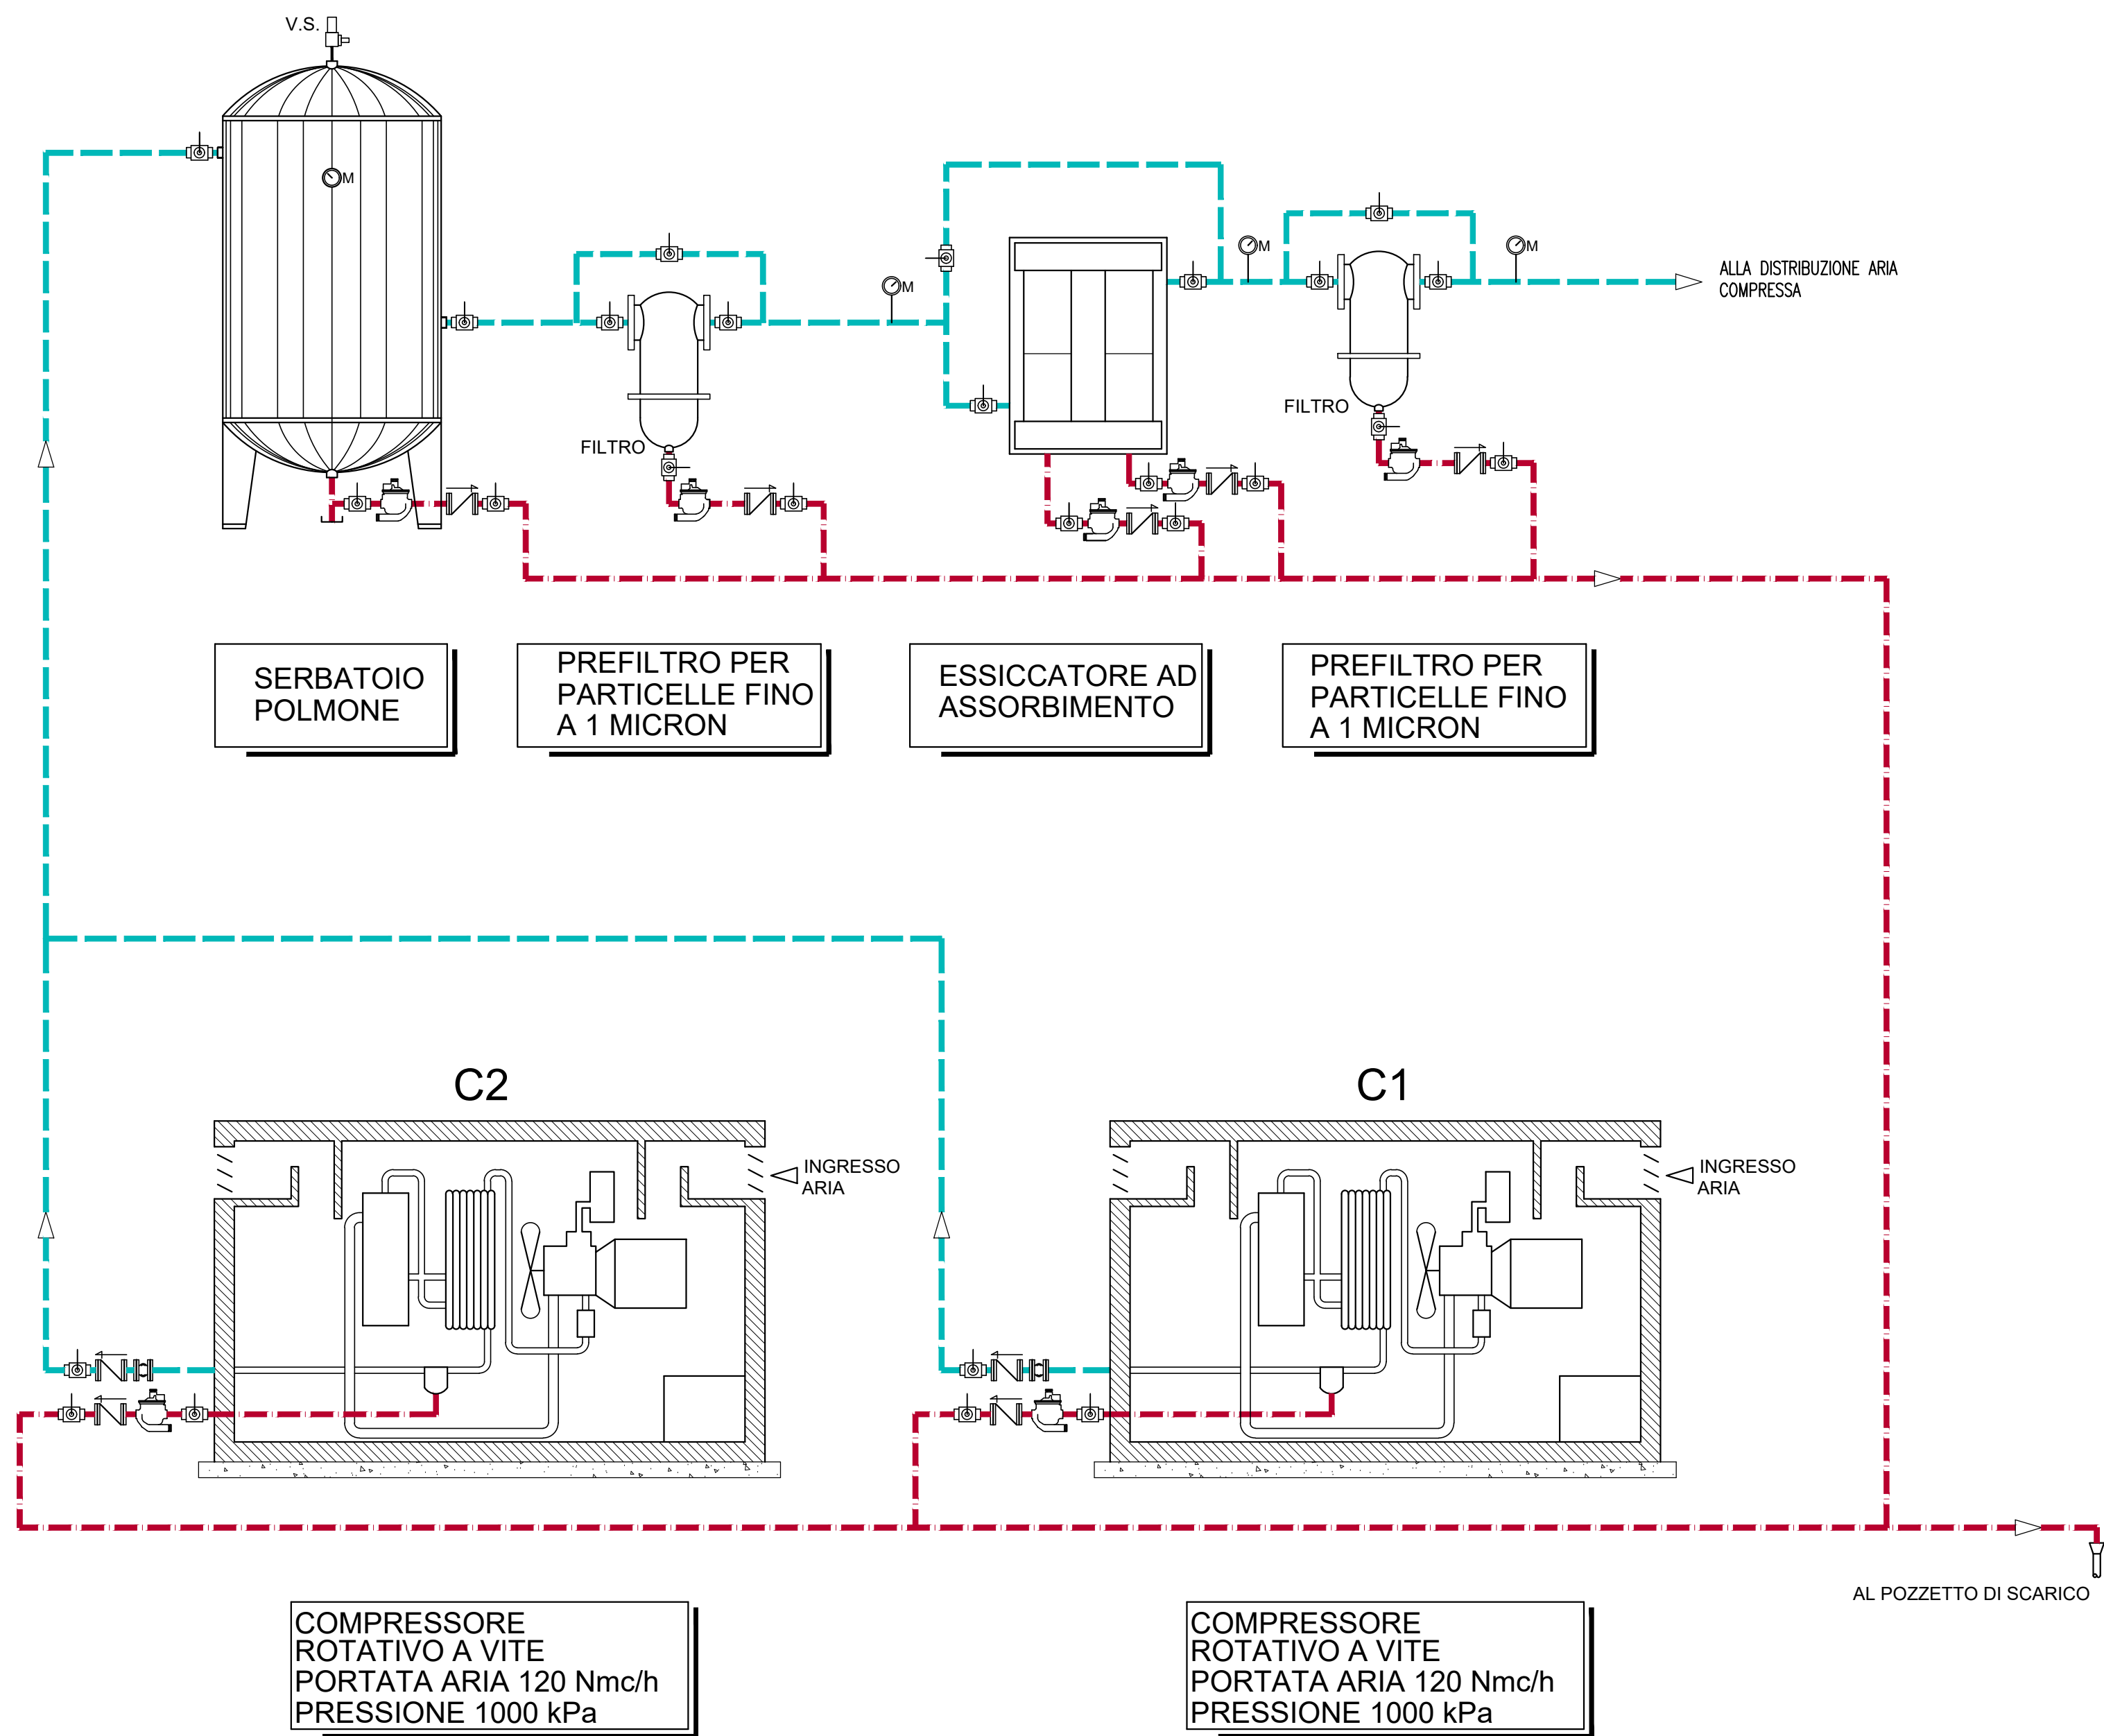 V.S.
M
M
M
M
ALLA DISTRIBUZIONE ARIA
COMPRESSA
FILTRO
FILTRO
SERBATOIO
POLMONE
PREFILTRO PER
PARTICELLE FINO
A 1 MICRON
ESSICCATORE AD
ASSORBIMENTO
PREFILTRO PER
PARTICELLE FINO
A 1 MICRON
C2
C1
INGRESSO
ARIA
INGRESSO
ARIA
AL POZZETTO DI SCARICO
COMPRESSORE
ROTATIVO A VITE
PORTATA ARIA 120 Nmc/h
PRESSIONE 1000 kPa
COMPRESSORE
ROTATIVO A VITE
PORTATA ARIA 120 Nmc/h
PRESSIONE 1000 kPa